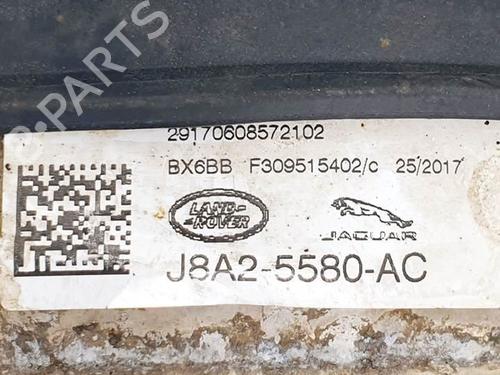 B-PARTS
29170608572102
BX6BB F309515402/c 25/2017
LAND-
ROVER
JAGUAR
J8A2-5580-AC